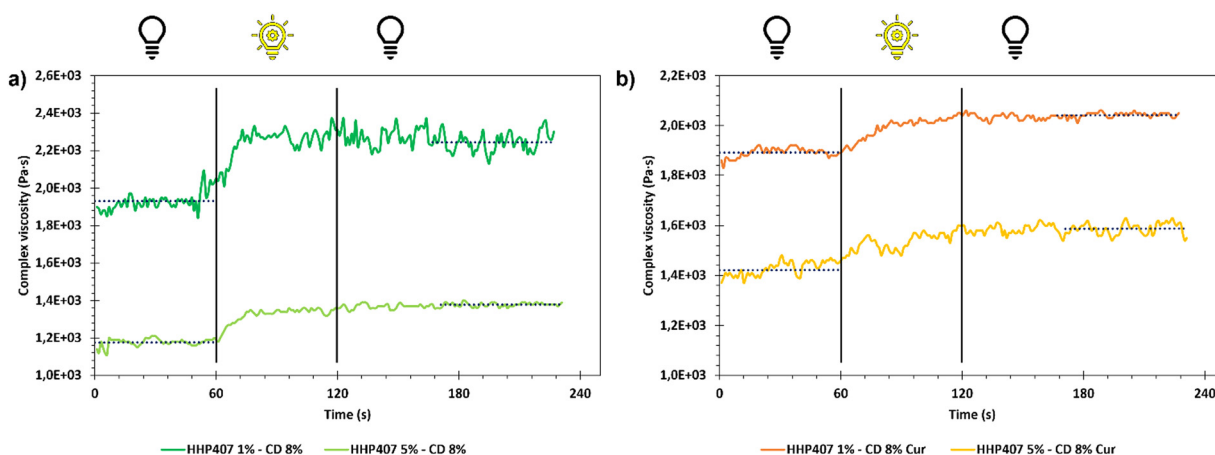 a)
Complex viscosity (Pa·s)
2,6E+03
2,4E+03
2,2E+03
2,0E+03
1,8E+03
1,6E+03
1,4E+03
1,2E+03
1,0E+03
0
60
120
180
240
Time (s)
HHP407 1% - CD 8%
HHP407 5% - CD 8%
b)
Complex viscosity (Pa·s)
2,2E+03
2,0E+03
1,8E+03
1,6E+03
1,4E+03
1,2E+03
1,0E+03
0
60
120
180
240
Time (s)
HHP407 1% - CD 8% Cur
HHP407 5% - CD 8% Cur